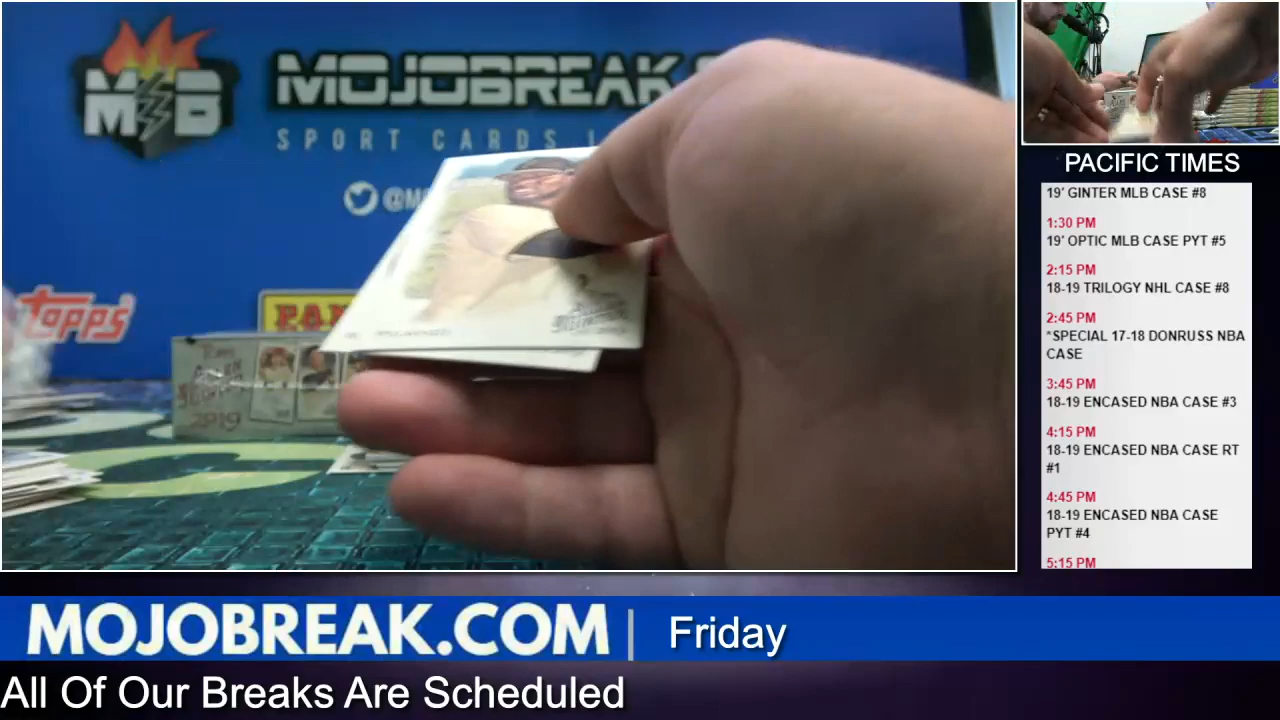 MB
MOJOBREAK.
SPORT CARDS
@M
TOPPS
PAN
2019
PACIFIC TIMES
19' GINTER MLB CASE #8
1:30 PM
19' OPTIC MLB CASE PYT #5
2:15 PM
18-19 TRILOGY NHL CASE #8
2:45 PM
*SPECIAL 17-18 DONRUSS NBA
CASE
3:45 PM
18-19 ENCASED NBA CASE #3
4:15 PM
18-19 ENCASED NBA CASE RT
#1
4:45 PM
18-19 ENCASED NBA CASE
PYT #4
5:15 PM
MOJOBREAK.COM | Friday
All Of Our Breaks Are Scheduled